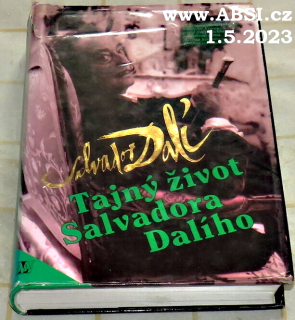 www.ABSI.cz
1.5.2023
Salvador Dalí
Tajný život
Salvadora
Dalího